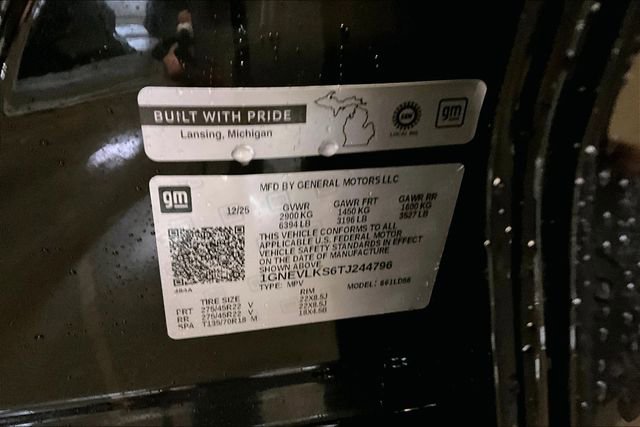 BUILT WITH PRIDE
Lansing, Michigan
gm
gm
MFD BY GENERAL MOTORS LLC
12/25
GVWR GAWR FRT GAWR RR
2900 KG 1450 KG 1600 KG
6394 LB 3196 LB 3527 LB
THIS VEHICLE CONFORMS TO ALL
APPLICABLE U.S. FEDERAL MOTOR
VEHICLE SAFETY STANDARDS IN EFFECT
ON THE DATE OF MANUFACTURE
SHOWN ABOVE
1GNEVLKS6TJ244796
TYPE: MPV MODEL:
TIRE SIZE RIM
FRT 275/45R22 V 22X8.5J
RR 275/45R22 V 22X8.5J
SPA T135/70R18 M 18X4.5B